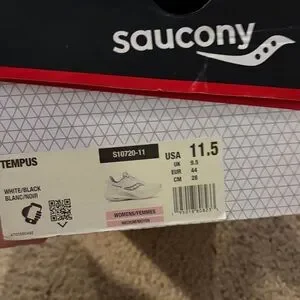 saucony
TEMPUS
S10720-11
USA 11.5
UK 9.5
EUR 44
CM 28
WHITE/BLACK
BLANC/NOIR
WOMENS/FEMMES